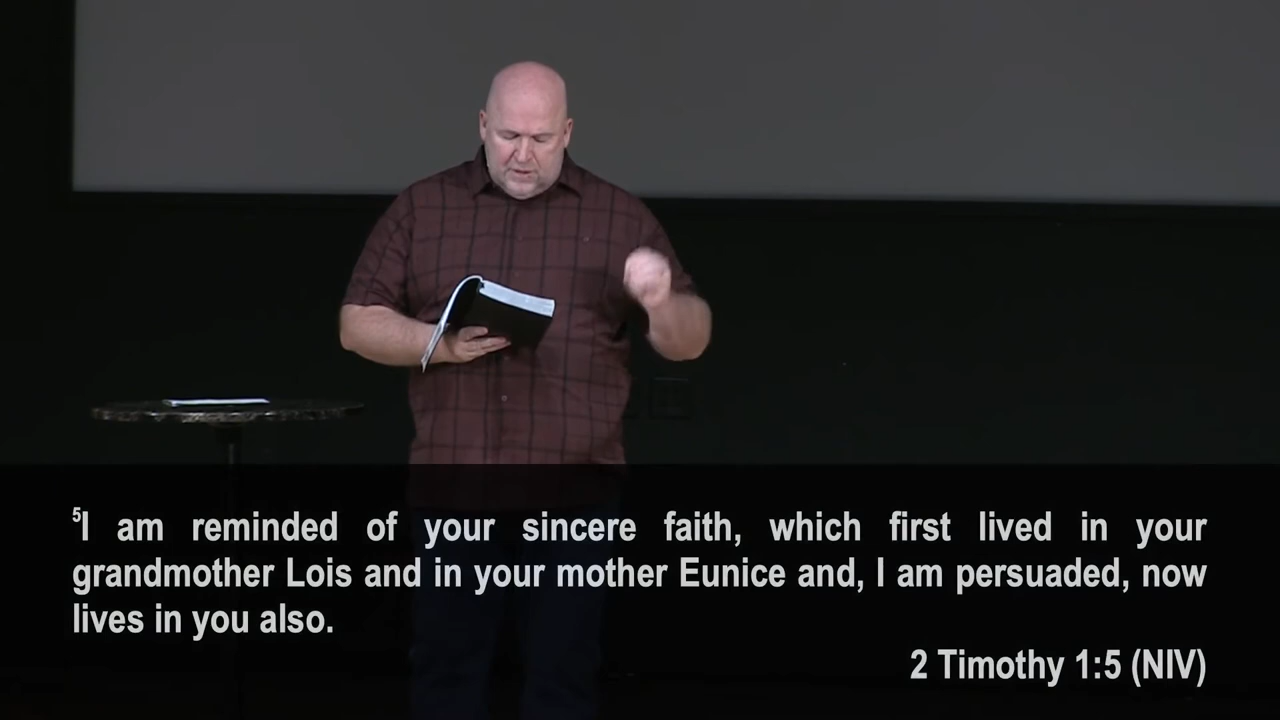 ⁵I am reminded of your sincere faith, which first lived in your
grandmother Lois and in your mother Eunice and, I am persuaded, now
lives in you also.
2 Timothy 1:5 (NIV)